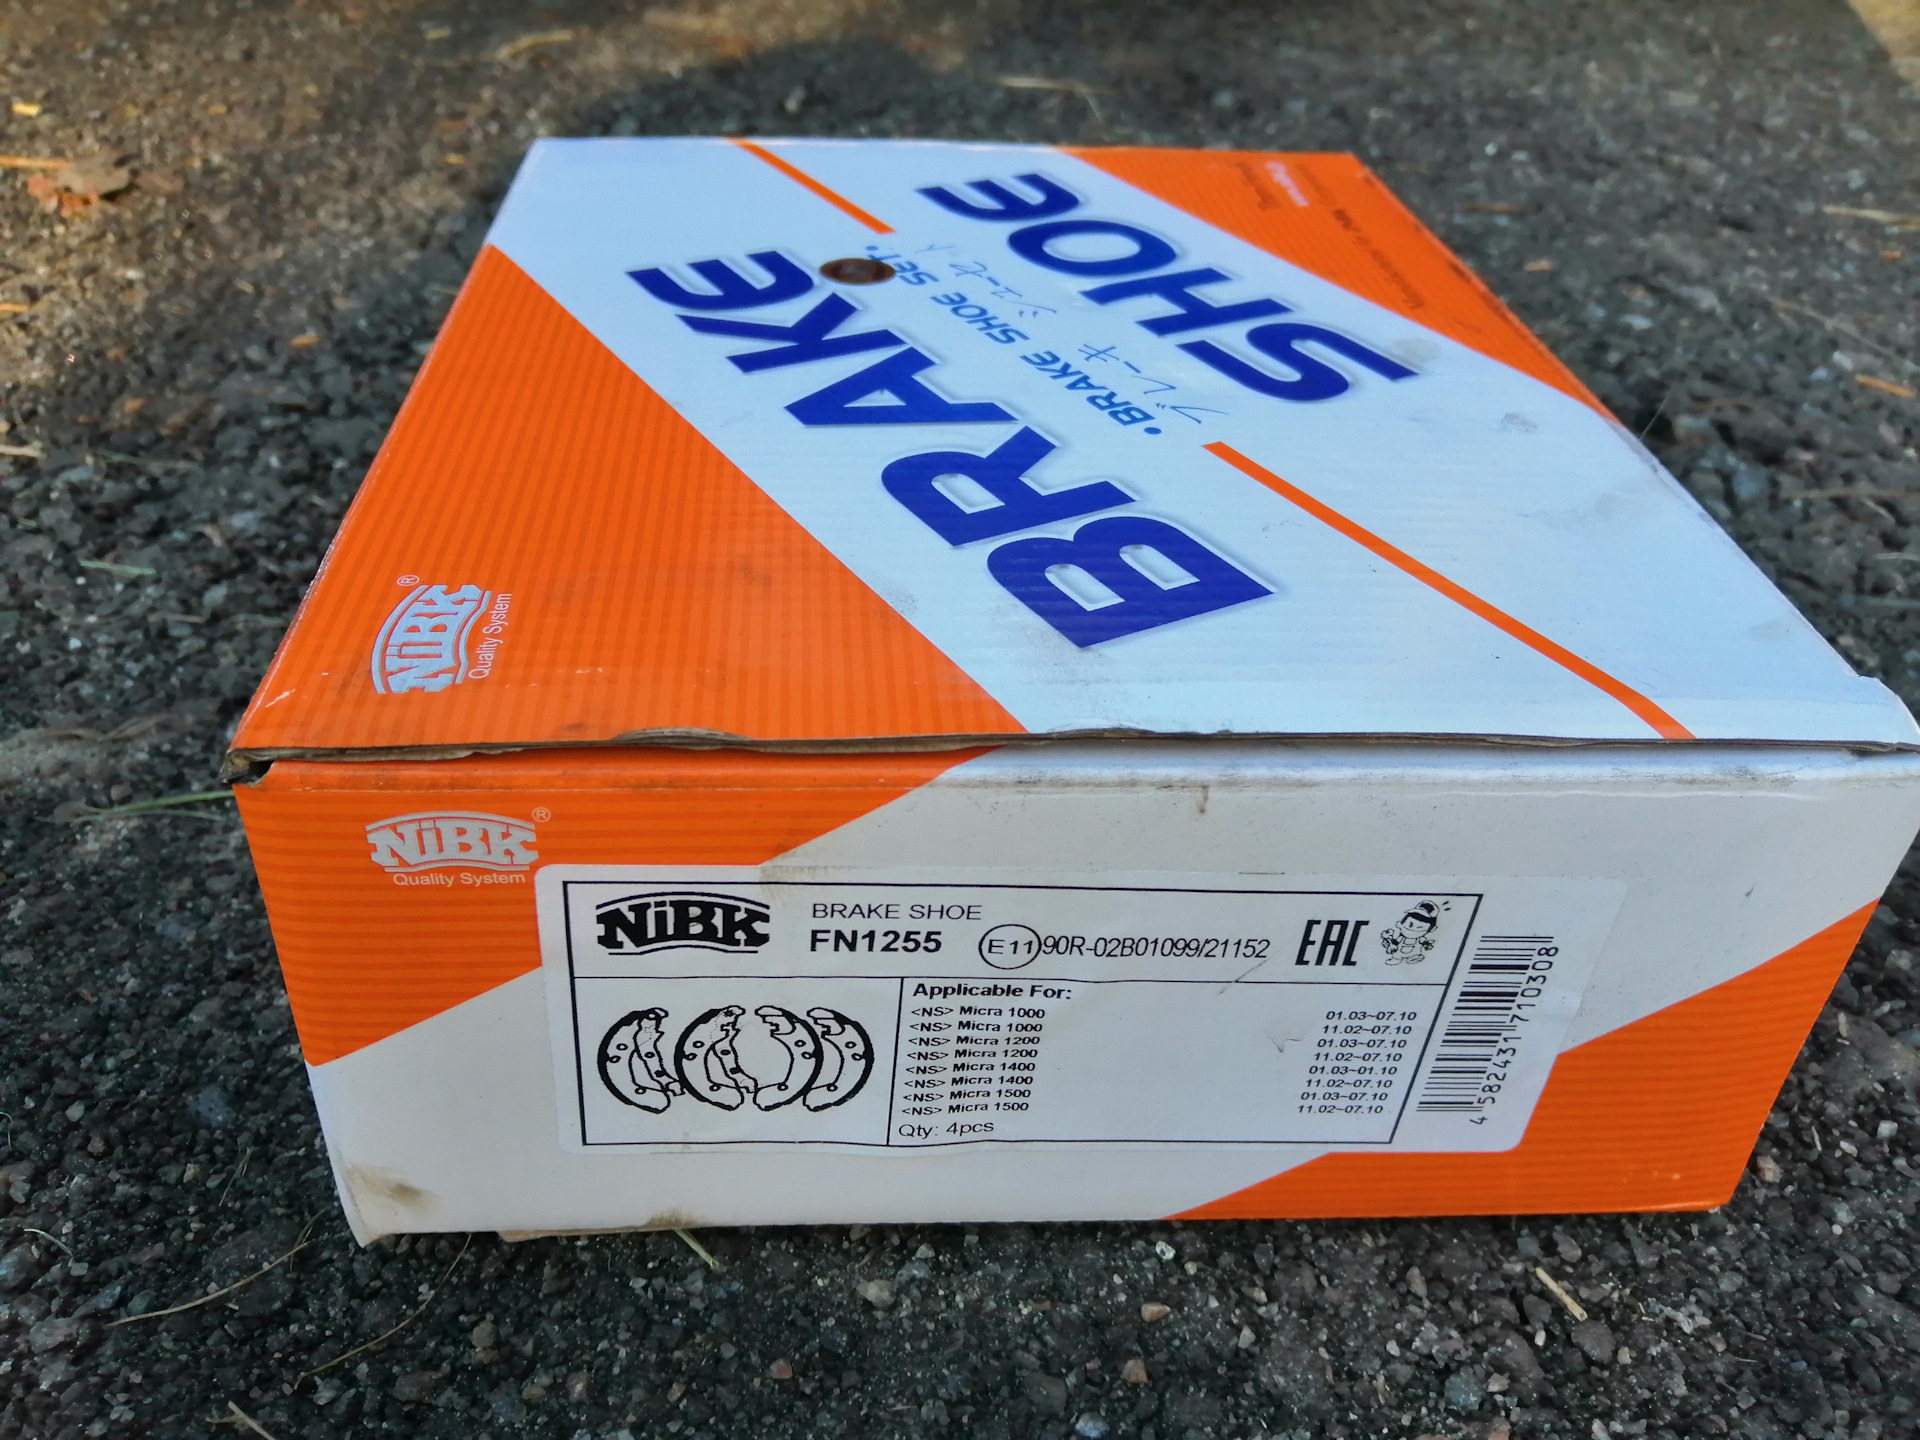 BRAKE
SHOE
•BRAKE SHOE SET•
ブレーキ シューセット
NiBK®
Quality System
NiBK®
Quality System
NiBK
BRAKE SHOE
FN1255
E11 90R-02B01099/21152
EAC
Applicable For:
<NS> Micra 1000 01.03~07.10
<NS> Micra 1000 11.02~07.10
<NS> Micra 1200 01.03~07.10
<NS> Micra 1200 11.02~07.10
<NS> Micra 1400 01.03~01.10
<NS> Micra 1400 11.02~07.10
<NS> Micra 1500 01.03~07.10
<NS> Micra 1500 11.02~07.10
Qty: 4pcs
4 582431 710308